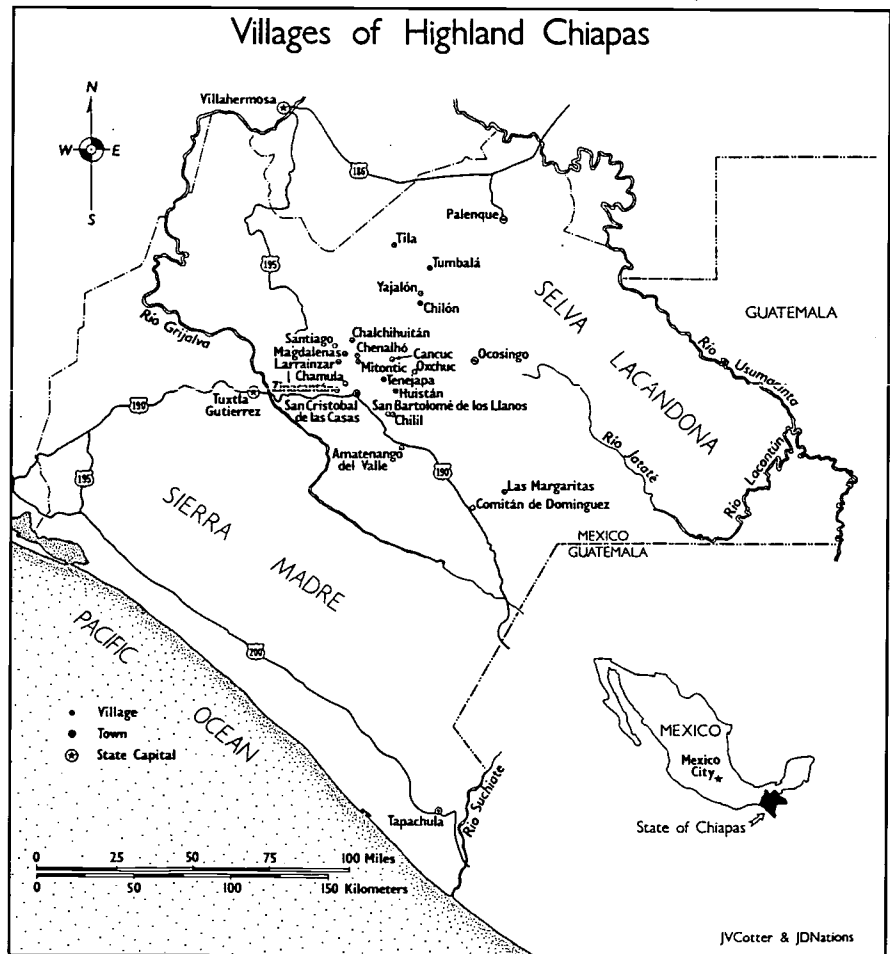 Villages of Highland Chiapas
N
W
E
S
Villahermosa
186
Palenque
Tila
195
Tumbalá
Yajalón
Chilón
SELVA
LACANDONA
GUATEMALA
Río Grijalva
Río Usumacinta
Santiago
Chalchihuitán
Magdalenas
Chenalhó
Cancuc
Ocosingo
Larrainzar
Mitontic
Oxchuc
Chamula
Tenejapa
Zinacantán
Huistán
Tuxtla
Gutierrez
190
San Cristobal
de las Casas
San Bartolomé de los Llanos
Chilil
Río Jataté
Río Lacantún
Amatenango
del Valle
190
195
Las Margaritas
Comitán de Dominguez
SIERRA
MADRE
MEXICO
GUATEMALA
PACIFIC
OCEAN
200
Village
Town
State Capital
MEXICO
Mexico
City
State of Chiapas
Tapachula
Río Suchiate
0 25 50 75 100 Miles
0 50 100 150 Kilometers
JVCotter & JDNations